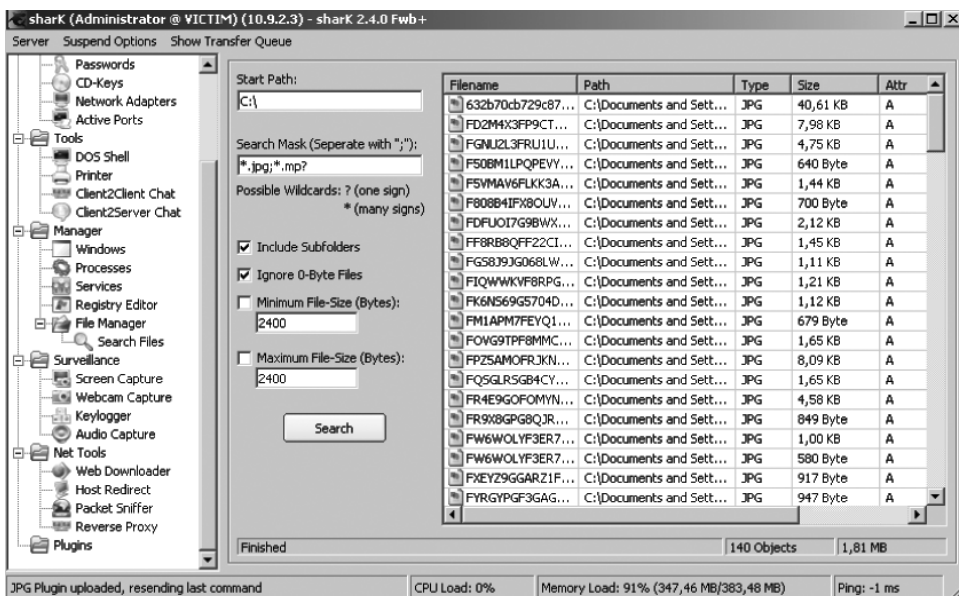 sharK (Administrator @ VICTIM) (10.9.2.3) - sharK 2.4.0 Fwb+
Server Suspend Options Show Transfer Queue
Passwords
CD-Keys
Network Adapters
Active Ports
Tools
DOS Shell
Printer
Client2Client Chat
Client2Server Chat
Manager
Windows
Processes
Services
Registry Editor
File Manager
Search Files
Surveillance
Screen Capture
Webcam Capture
Keylogger
Audio Capture
Net Tools
Web Downloader
Host Redirect
Packet Sniffer
Reverse Proxy
Plugins
Start Path:
C:\
Search Mask (Seperate with ";"):
*.jpg;*.mp?
Possible Wildcards: ? (one sign)
* (many signs)
Include Subfolders
Ignore 0-Byte Files
Minimum File-Size (Bytes):
2400
Maximum File-Size (Bytes):
2400
Search
Filename Path Type Size Attr
632b70cb729c87... C:\Documents and Sett... JPG 40,61 KB A
FD2M4X3FP9CT... C:\Documents and Sett... JPG 7,98 KB A
FGNU2L3FRU1U... C:\Documents and Sett... JPG 4,75 KB A
F50BM1LPQPEVY... C:\Documents and Sett... JPG 640 Byte A
F5VMAV6FLKK3A... C:\Documents and Sett... JPG 1,44 KB A
F808B4IFX8OUV... C:\Documents and Sett... JPG 700 Byte A
FDFUOI7G9BWX... C:\Documents and Sett... JPG 2,12 KB A
FF8RB8QFF22CI... C:\Documents and Sett... JPG 1,45 KB A
FGS8J9JG068LW... C:\Documents and Sett... JPG 1,11 KB A
FIQWWKVF8RPG... C:\Documents and Sett... JPG 1,21 KB A
FK6NS69G5704D... C:\Documents and Sett... JPG 1,12 KB A
FM1APM7FEYQ1... C:\Documents and Sett... JPG 679 Byte A
FOVG9TPF8MMC... C:\Documents and Sett... JPG 1,65 KB A
FPZ5AMOFRJKN... C:\Documents and Sett... JPG 8,09 KB A
FQSGLRSGB4CY... C:\Documents and Sett... JPG 1,65 KB A
FR4E9GOFOMYN... C:\Documents and Sett... JPG 4,58 KB A
FR9X8GPG8QJR... C:\Documents and Sett... JPG 849 Byte A
FW6WOLYF3ER7... C:\Documents and Sett... JPG 1,00 KB A
FW6WOLYF3ER7... C:\Documents and Sett... JPG 580 Byte A
FXEYZ9GGARZ1F... C:\Documents and Sett... JPG 917 Byte A
FYRGYPGF3GAG... C:\Documents and Sett... JPG 947 Byte A
Finished 140 Objects 1,81 MB
JPG Plugin uploaded, resending last command CPU Load: 0% Memory Load: 91% (347,46 MB/383,48 MB) Ping: -1 ms